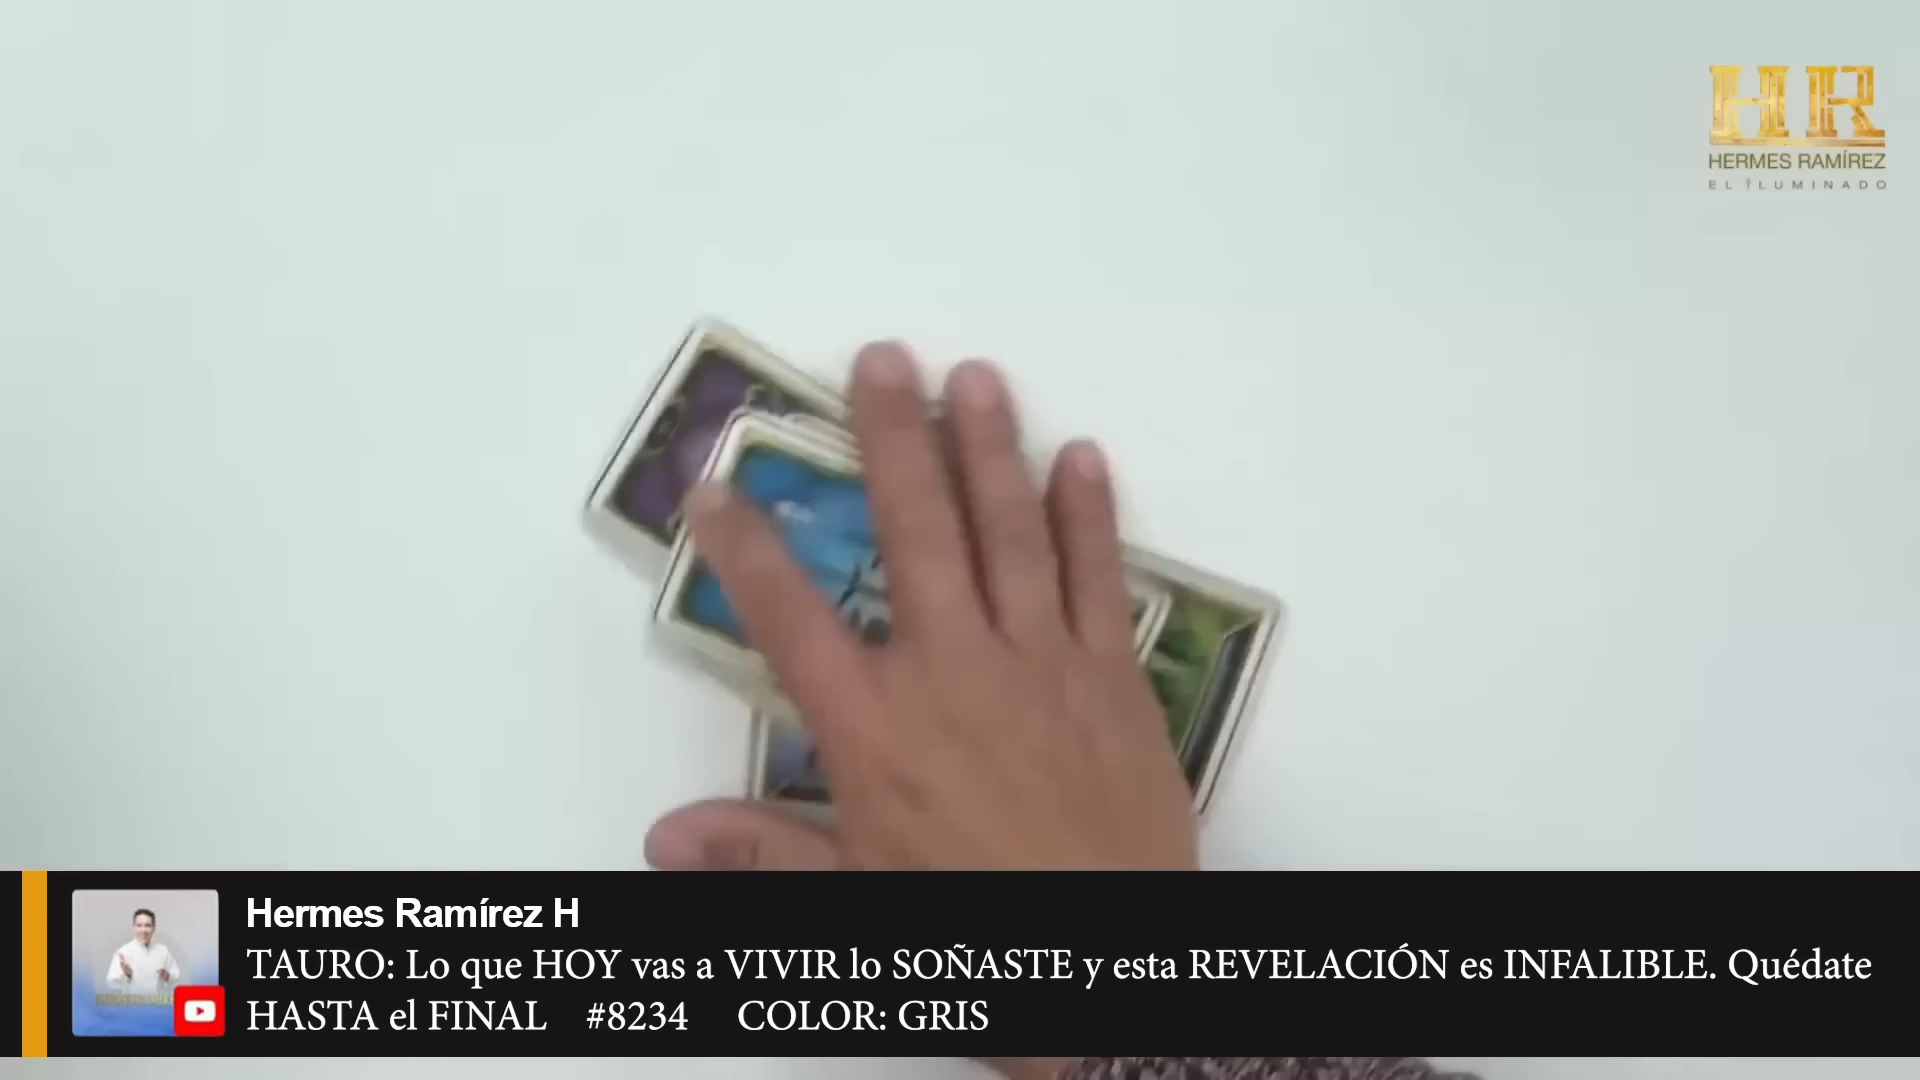 HR
HERMES RAMÍREZ
EL ILUMINADO
Hermes Ramírez H
TAURO: Lo que HOY vas a VIVIR lo SOÑASTE y esta REVELACIÓN es INFALIBLE. Quédate
HASTA el FINAL #8234 COLOR: GRIS